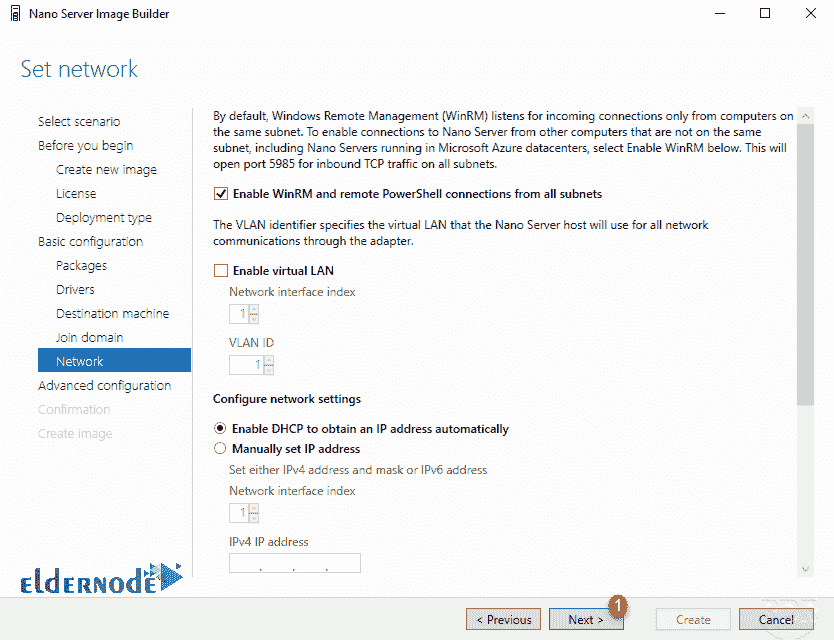 Nano Server Image Builder
Set network
Select scenario
Before you begin
Create new image
License
Deployment type
Basic configuration
Packages
Drivers
Destination machine
Join domain
Network
Advanced configuration
Confirmation
Create image
By default, Windows Remote Management (WinRM) listens for incoming connections only from computers on
the same subnet. To enable connections to Nano Server from other computers that are not on the same
subnet, including Nano Servers running in Microsoft Azure datacenters, select Enable WinRM below. This will
open port 5985 for inbound TCP traffic on all subnets.
Enable WinRM and remote PowerShell connections from all subnets
The VLAN identifier specifies the virtual LAN that the Nano Server host will use for all network
communications through the adapter.
Enable virtual LAN
Network interface index
1
VLAN ID
1
Configure network settings
Enable DHCP to obtain an IP address automatically
Manually set IP address
Set either IPv4 address and mask or IPv6 address
Network interface index
1
IPv4 IP address
. . .
eldernode
1
< Previous Next > Create Cancel